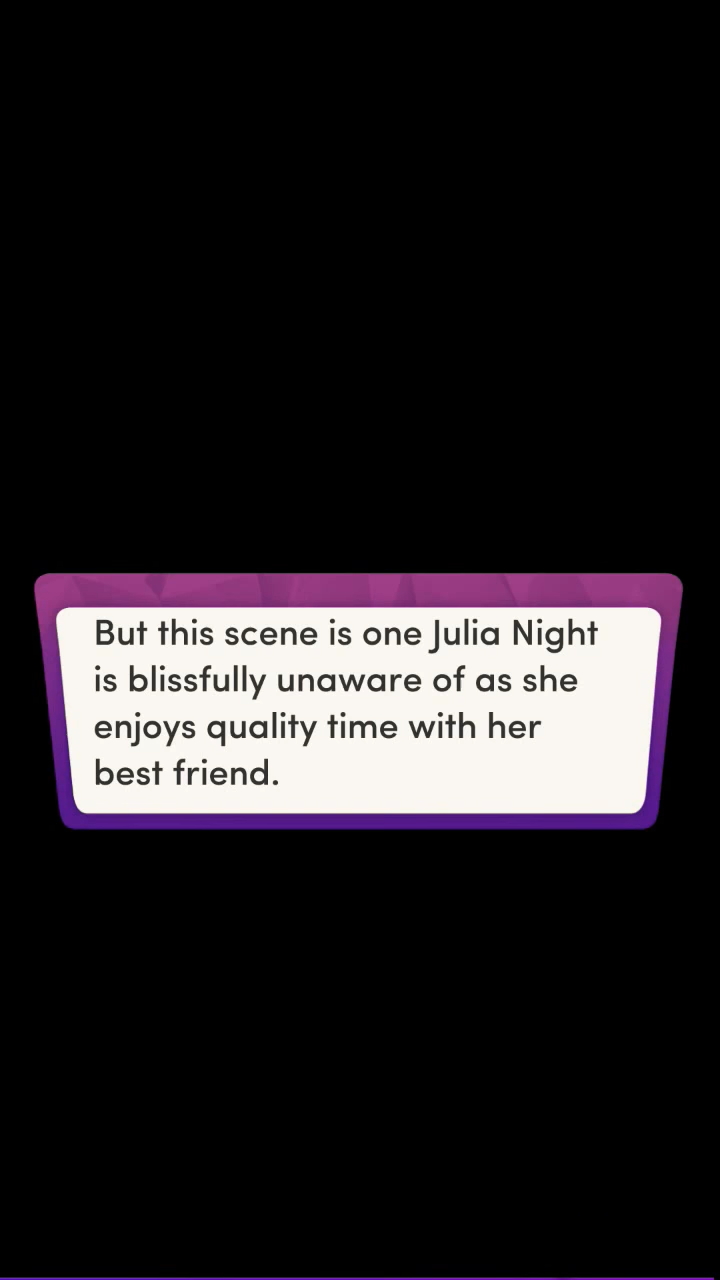 But this scene is one Julia Night
is blissfully unaware of as she
enjoys quality time with her
best friend.